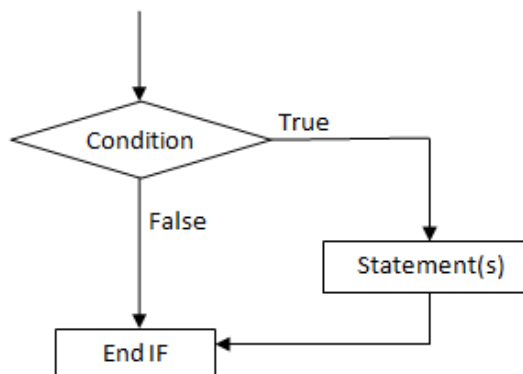 Condition
True
False
Statement(s)
End IF